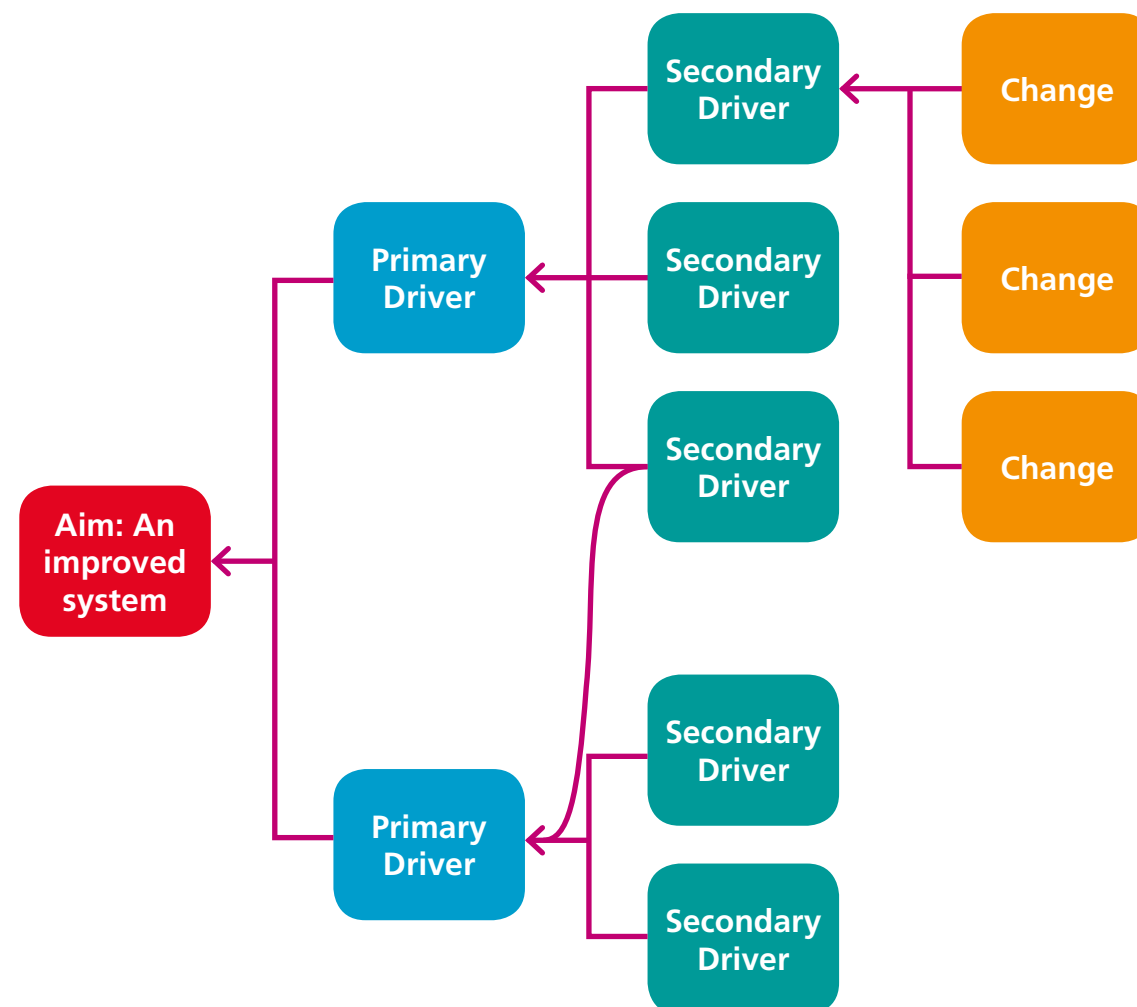 Secondary
Driver
Change
Primary
Driver
Secondary
Driver
Change
Secondary
Driver
Change
Aim: An
improved
system
Secondary
Driver
Primary
Driver
Secondary
Driver